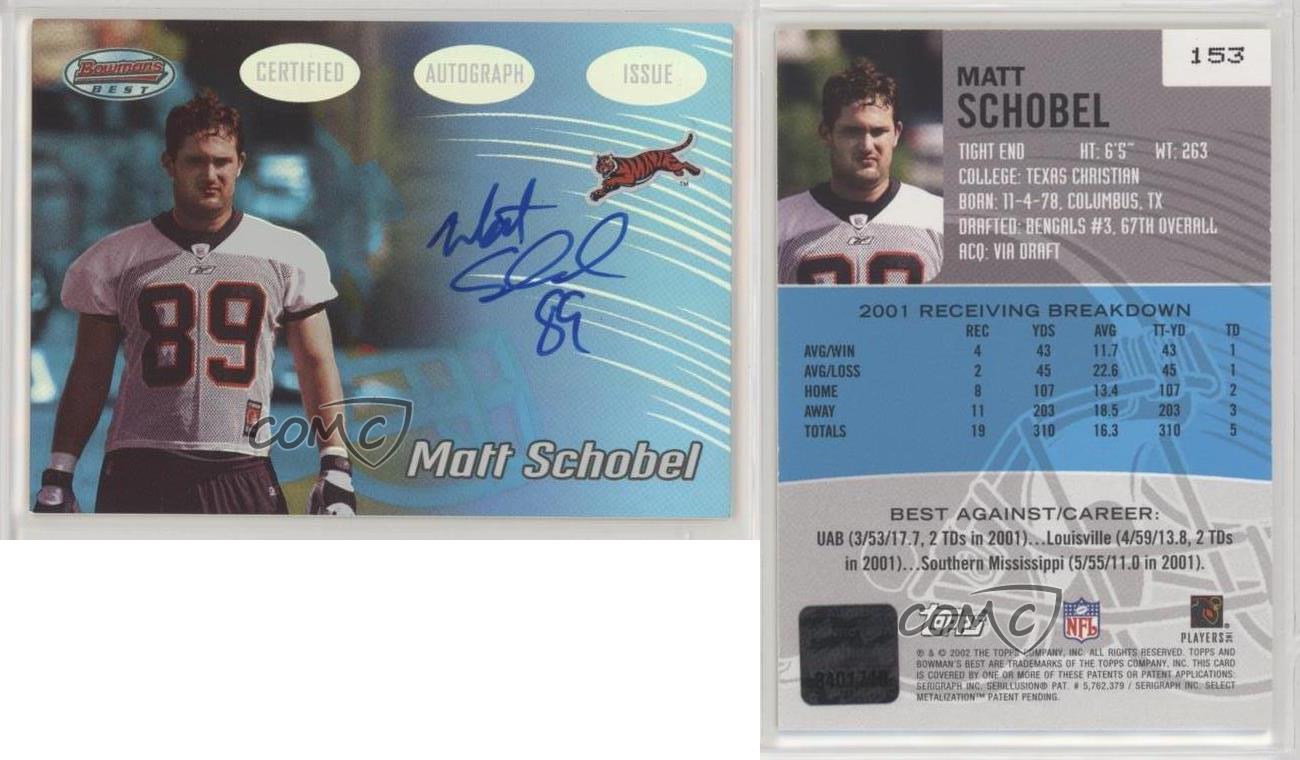 Bowman's
BEST
CERTIFIED
AUTOGRAPH
ISSUE
TM
Matt
Schobel
89
89
COMC
Matt Schobel
153
MATT
SCHOBEL
TIGHT END HT: 6'5" WT: 263
COLLEGE: TEXAS CHRISTIAN
BORN: 11-4-78, COLUMBUS, TX
DRAFTED: BENGALS #3, 67TH OVERALL
ACQ: VIA DRAFT
2001 RECEIVING BREAKDOWN
REC YDS AVG TT-YD TD
AVG/WIN 4 43 11.7 43 1
AVG/LOSS 2 45 22.6 45 1
HOME 8 107 13.4 107 2
AWAY 11 203 18.5 203 3
TOTALS 19 310 16.3 310 5
BEST AGAINST/CAREER:
UAB (3/53/17.7, 2 TDs in 2001)...Louisville (4/59/13.8, 2 TDs
in 2001)...Southern Mississippi (5/55/11.0 in 2001).
COMC
Topps
NFL
PLAYERS INC
® & © 2002 THE TOPPS COMPANY, INC. ALL RIGHTS RESERVED. TOPPS AND
BOWMAN'S BEST ARE TRADEMARKS OF THE TOPPS COMPANY, INC. THIS CARD
IS COVERED BY ONE OR MORE OF THESE PATENTS OR PATENT APPLICATIONS:
SERIGRAPH INC. SERILLUSION® PAT. # 5,762,379 / SERIGRAPH INC. SELECT
METALIZATION™ PATENT PENDING.